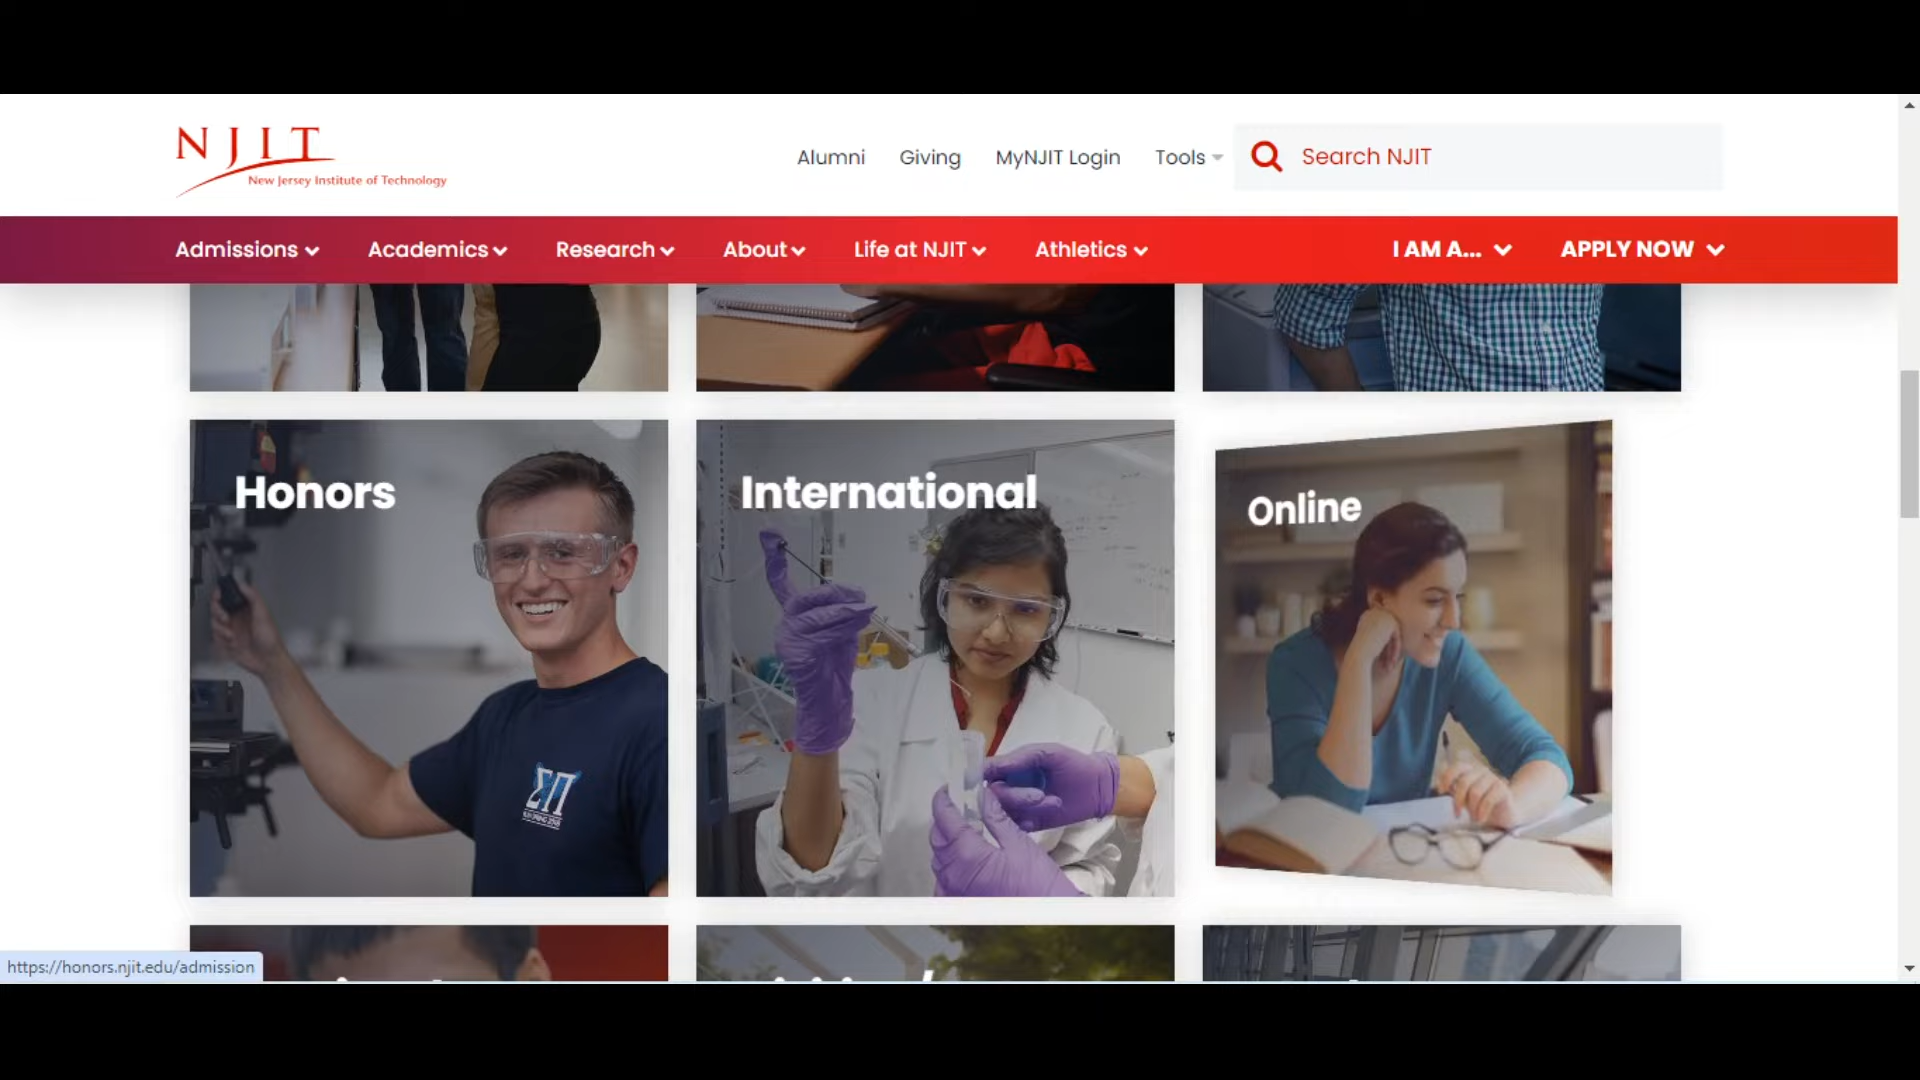 NJIT
New Jersey Institute of Technology
Alumni
Giving
MyNJIT Login
Tools
Search NJIT
Admissions
Academics
Research
About
Life at NJIT
Athletics
I AM A...
APPLY NOW
Honors
International
Online
ΣΠ
https://honors.njit.edu/admission